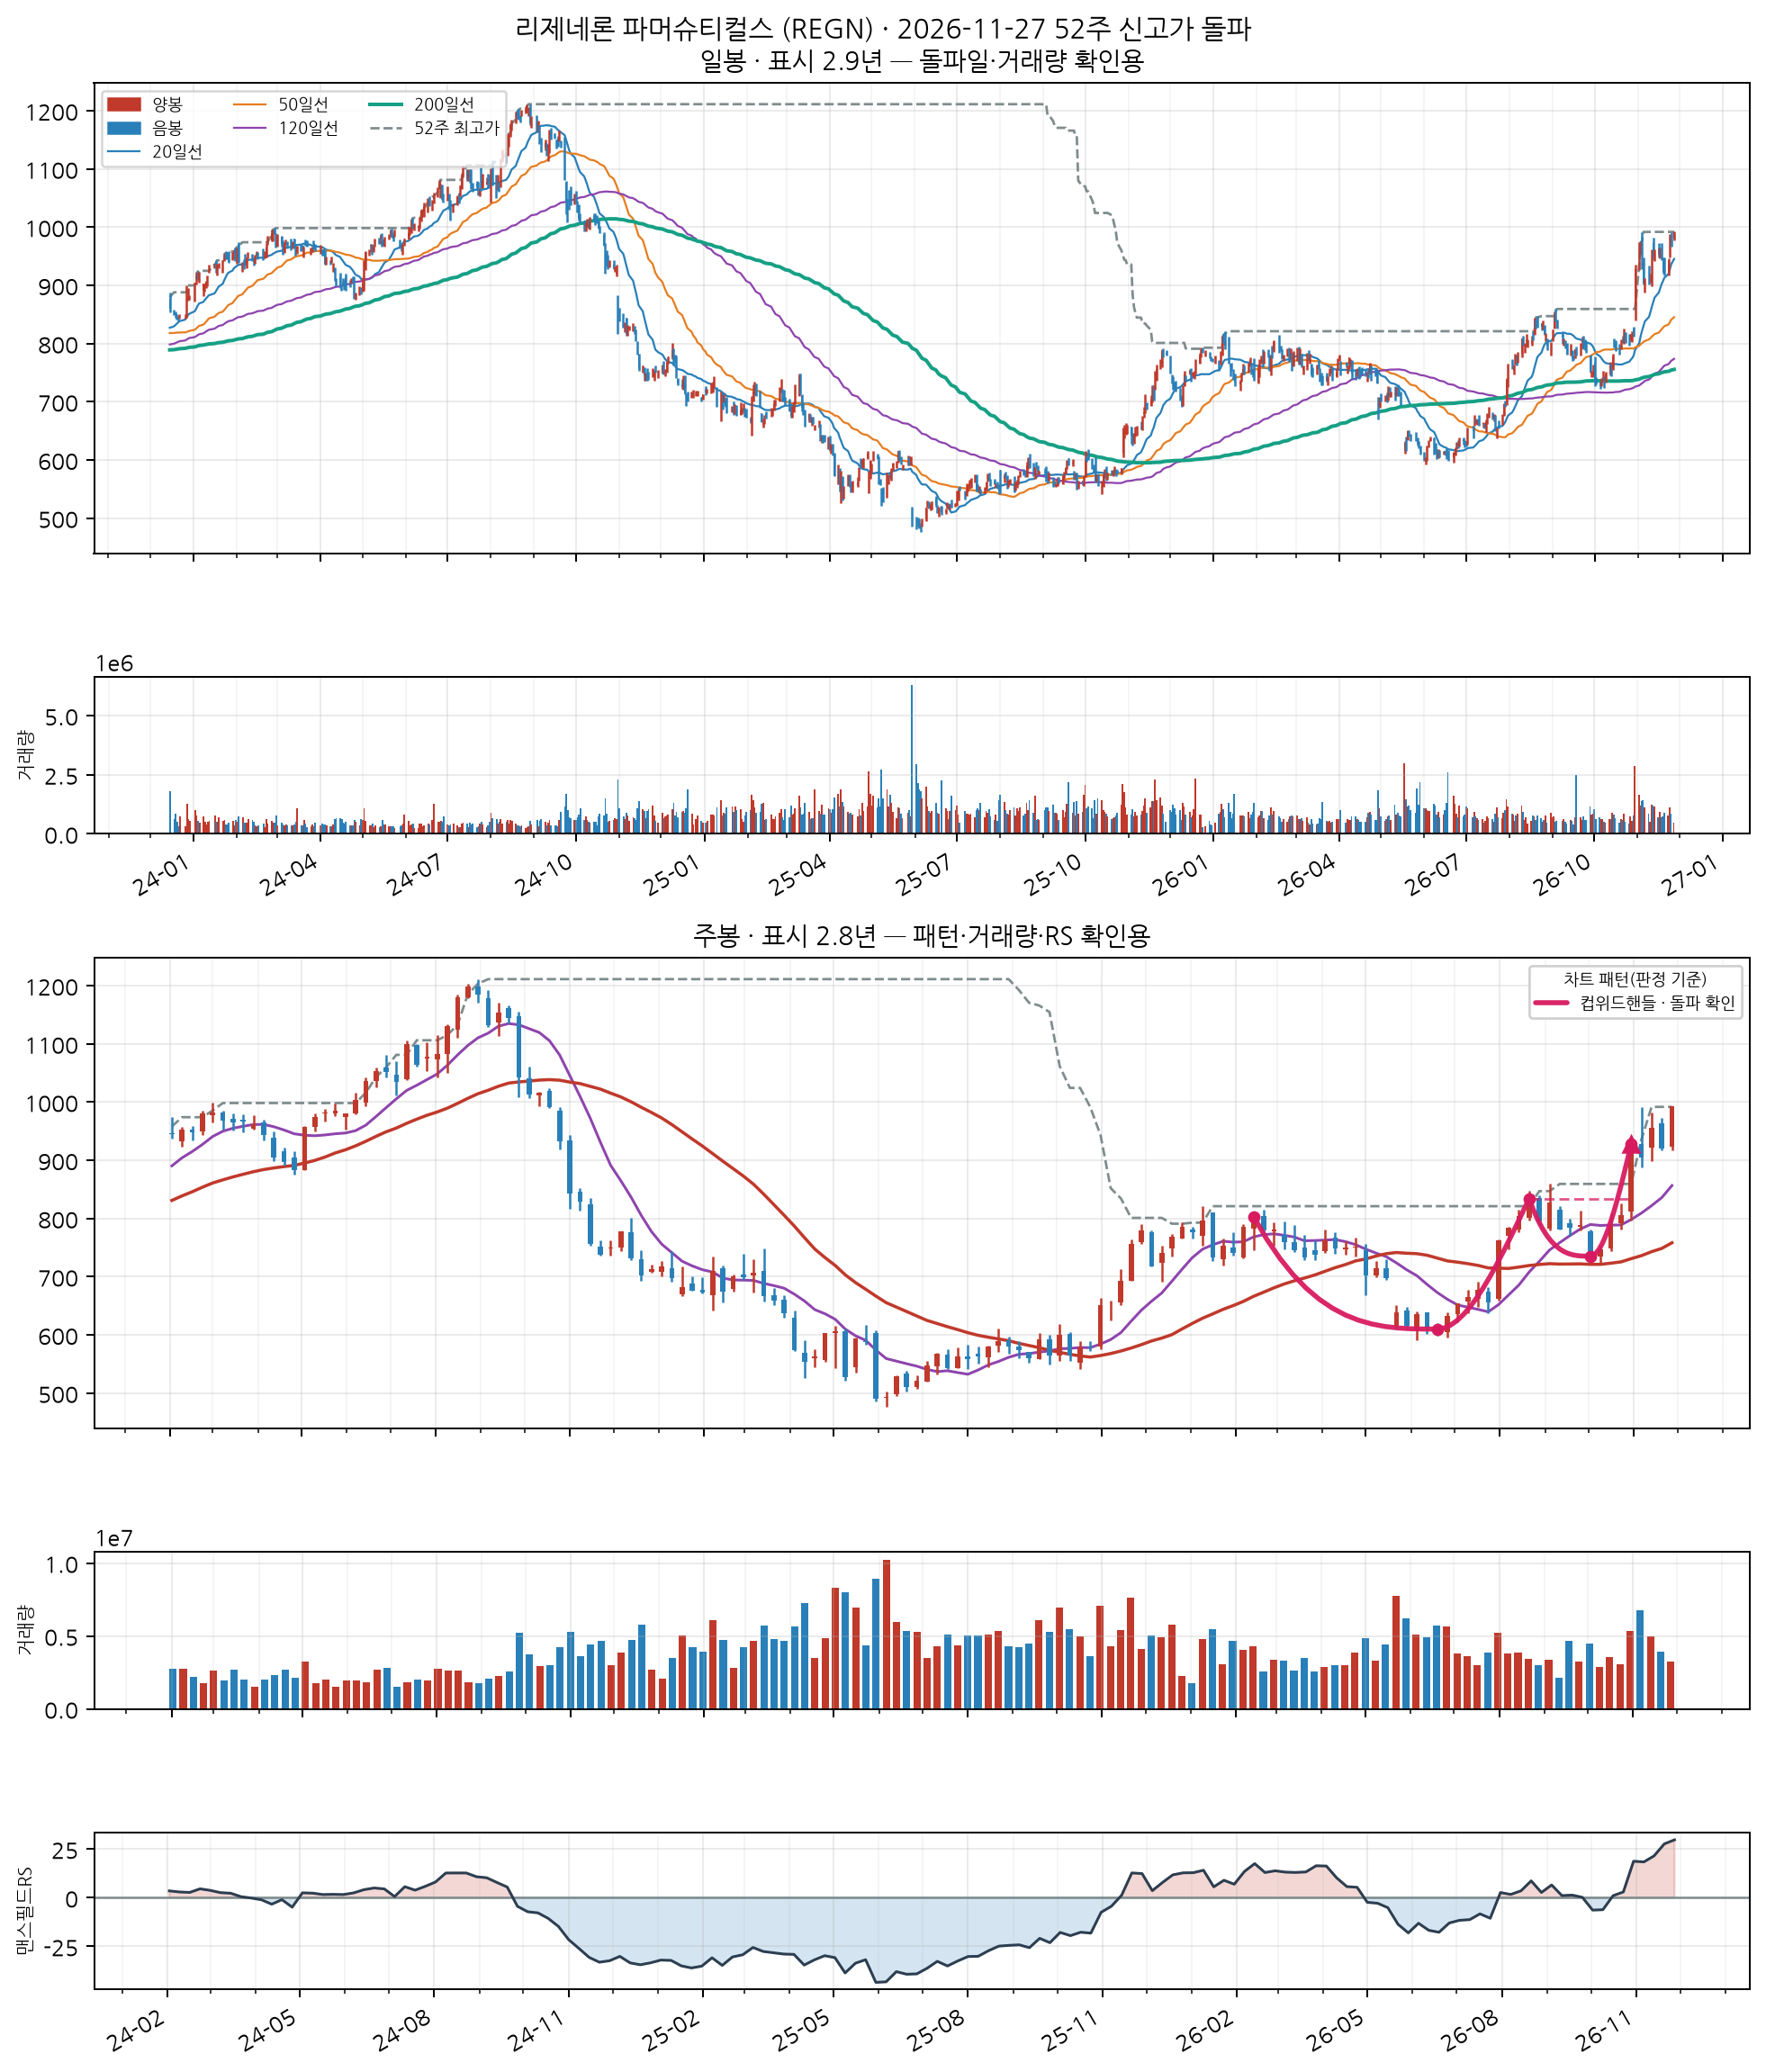 리제네론 파머슈티컬스 (REGN) · 2026-11-27 52주 신고가 돌파
일봉 · 표시 2.9년 — 돌파일·거래량 확인용
양봉
음봉
20일선
50일선
120일선
200일선
52주 최고가
1200
1100
1000
900
800
700
600
500
1e6
거래량
5.0
2.5
0.0
24-01
24-04
24-07
24-10
25-01
25-04
25-07
25-10
26-01
26-04
26-07
26-10
27-01
주봉 · 표시 2.8년 — 패턴·거래량·RS 확인용
차트 패턴(판정 기준)
컵위드핸들 · 돌파 확인
1200
1100
1000
900
800
700
600
500
1e7
거래량
1.0
0.5
0.0
맨스필드RS
25
0
-25
24-02
24-05
24-08
24-11
25-02
25-05
25-08
25-11
26-02
26-05
26-08
26-11